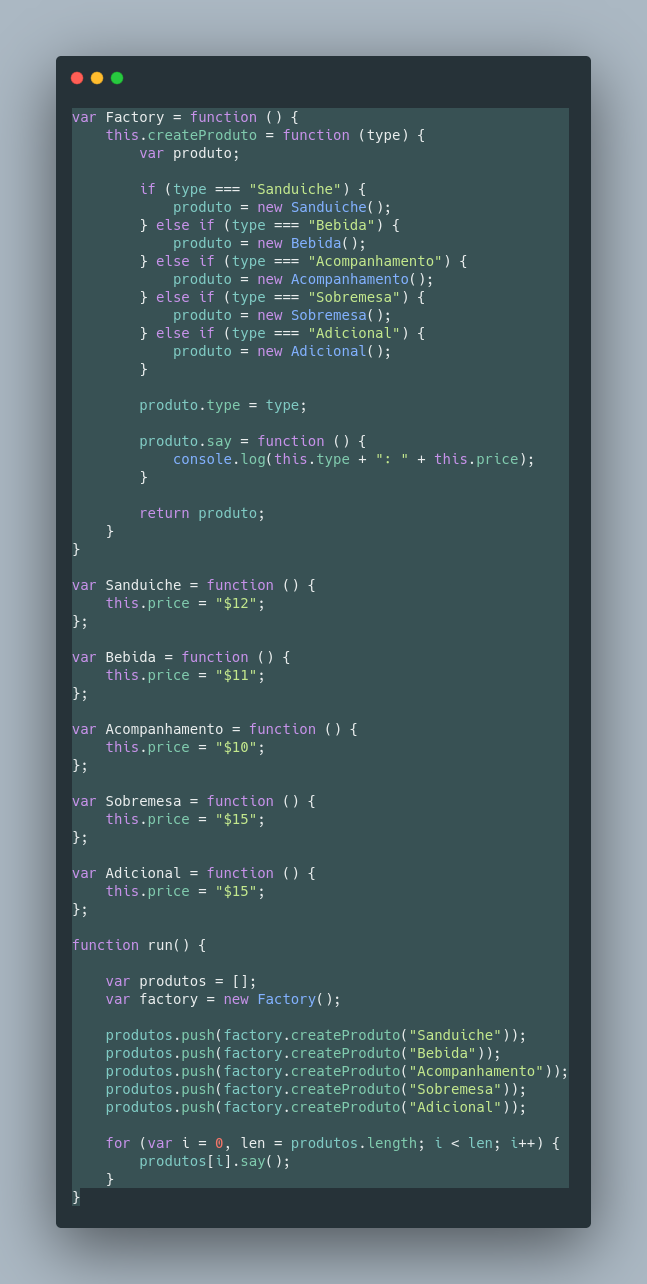 var Factory = function () {
    this.createProduto = function (type) {
        var produto;

        if (type === "Sanduiche") {
            produto = new Sanduiche();
        } else if (type === "Bebida") {
            produto = new Bebida();
        } else if (type === "Acompanhamento") {
            produto = new Acompanhamento();
        } else if (type === "Sobremesa") {
            produto = new Sobremesa();
        } else if (type === "Adicional") {
            produto = new Adicional();
        }

        produto.type = type;

        produto.say = function () {
            console.log(this.type + ": " + this.price);
        }

        return produto;
    }
}

var Sanduiche = function () {
    this.price = "$12";
};

var Bebida = function () {
    this.price = "$11";
};

var Acompanhamento = function () {
    this.price = "$10";
};

var Sobremesa = function () {
    this.price = "$15";
};

var Adicional = function () {
    this.price = "$15";
};

function run() {

    var produtos = [];
    var factory = new Factory();

    produtos.push(factory.createProduto("Sanduiche"));
    produtos.push(factory.createProduto("Bebida"));
    produtos.push(factory.createProduto("Acompanhamento"));
    produtos.push(factory.createProduto("Sobremesa"));
    produtos.push(factory.createProduto("Adicional"));

    for (var i = 0, len = produtos.length; i < len; i++) {
        produtos[i].say();
    }
}